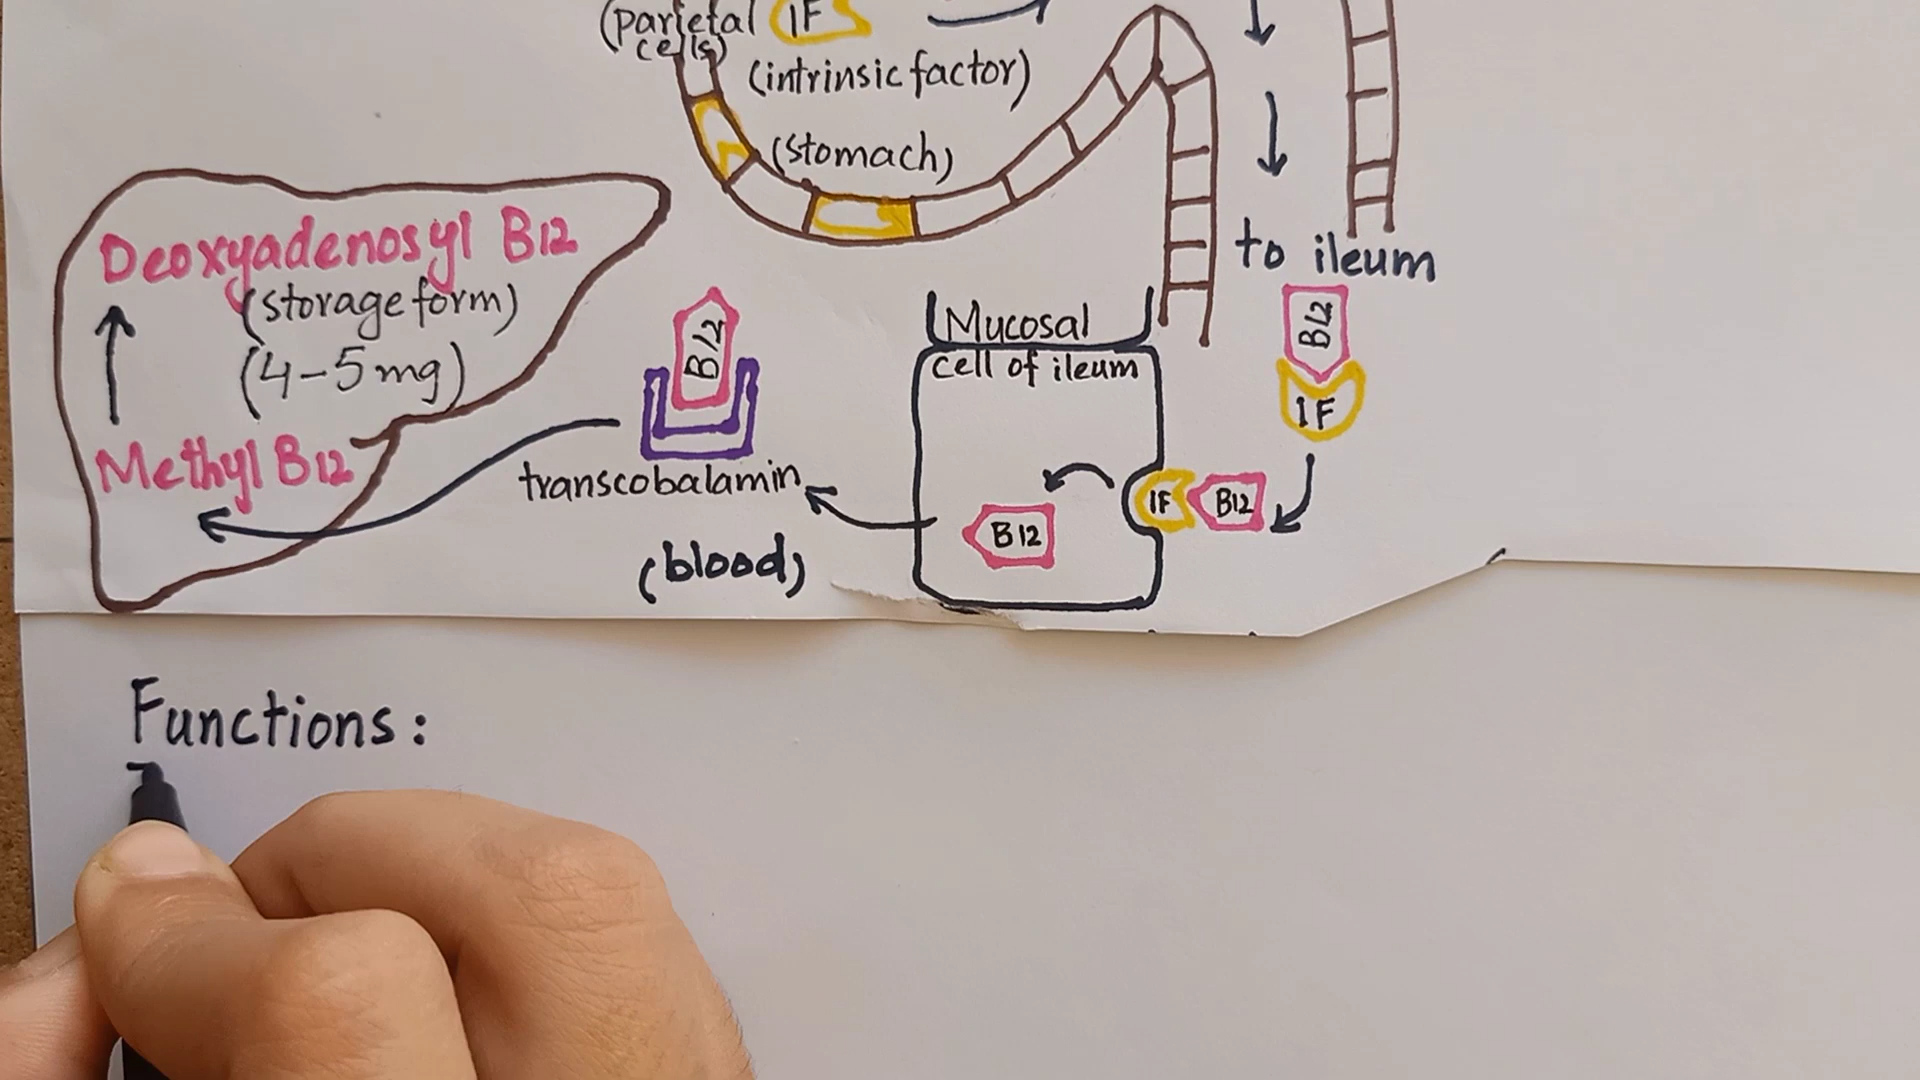 (parietal
cells)
IF
(intrinsic factor)
(stomach)
to ileum
Deoxyadenosyl B12
(storage form)
(4-5 mg)
Methyl B12
B12
transcobalamin
(blood)
Mucosal
cell of ileum
B12
IF
B12
B12
IF
Functions: